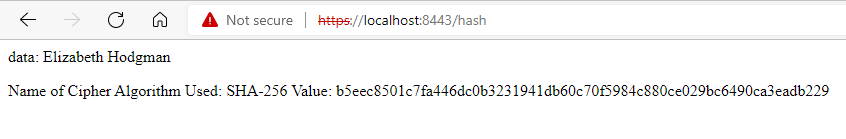 Not secure | https://localhost:8443/hash
data: Elizabeth Hodgman
Name of Cipher Algorithm Used: SHA-256 Value: b5eec8501c7fa446dc0b3231941db60c70f5984c880ce029bc6490ca3eadb229